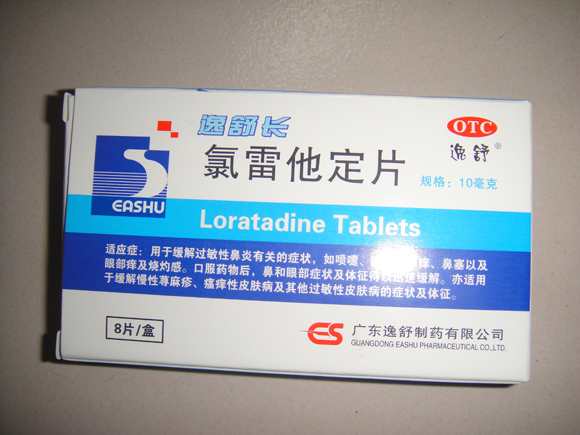 逸舒长
OTC
氯雷他定片
逸舒®
规格：10毫克
EASHU
Loratadine Tablets
适应症：用于缓解过敏性鼻炎有关的症状，如喷嚏、 痒、鼻塞以及
眼部痒及烧灼感。口服药物后，鼻和眼部症状及体征得以迅速缓解。亦适用
于缓解慢性荨麻疹、瘙痒性皮肤病及其他过敏性皮肤病的症状及体征。
8片/盒
ES
广东逸舒制药有限公司
GUANGDONG EASHU PHARMACEUTICAL CO.,LTD.